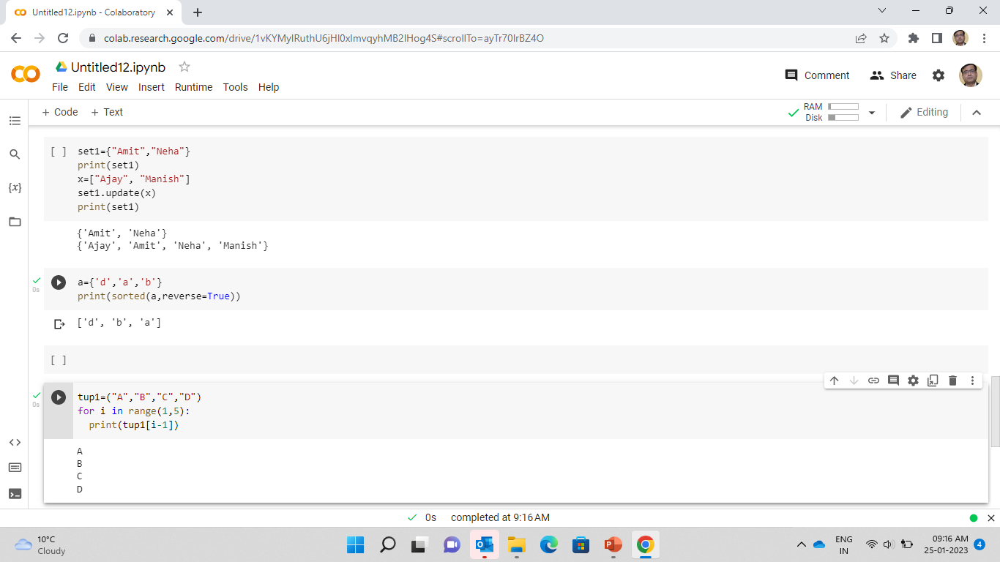 Untitled12.ipynb - Colaboratory
colab.research.google.com/drive/1vKYMylRuthU6jHl0xImvqyhMB2IHog4S#scrollTo=ayTr70IrBZ4O
Untitled12.ipynb
File Edit View Insert Runtime Tools Help
Comment Share
+ Code + Text
RAM
Disk
Editing
{x}
[ ] set1={"Amit","Neha"}
print(set1)
x=["Ajay", "Manish"]
set1.update(x)
print(set1)
{'Amit', 'Neha'}
{'Ajay', 'Amit', 'Neha', 'Manish'}
0s
a={'d','a','b'}
print(sorted(a,reverse=True))
['d', 'b', 'a']
[ ]
0s
tup1=("A","B","C","D")
for i in range(1,5):
  print(tup1[i-1])
A
B
C
D
0s completed at 9:16 AM
10°C
Cloudy
ENG
IN
09:16 AM
25-01-2023
4